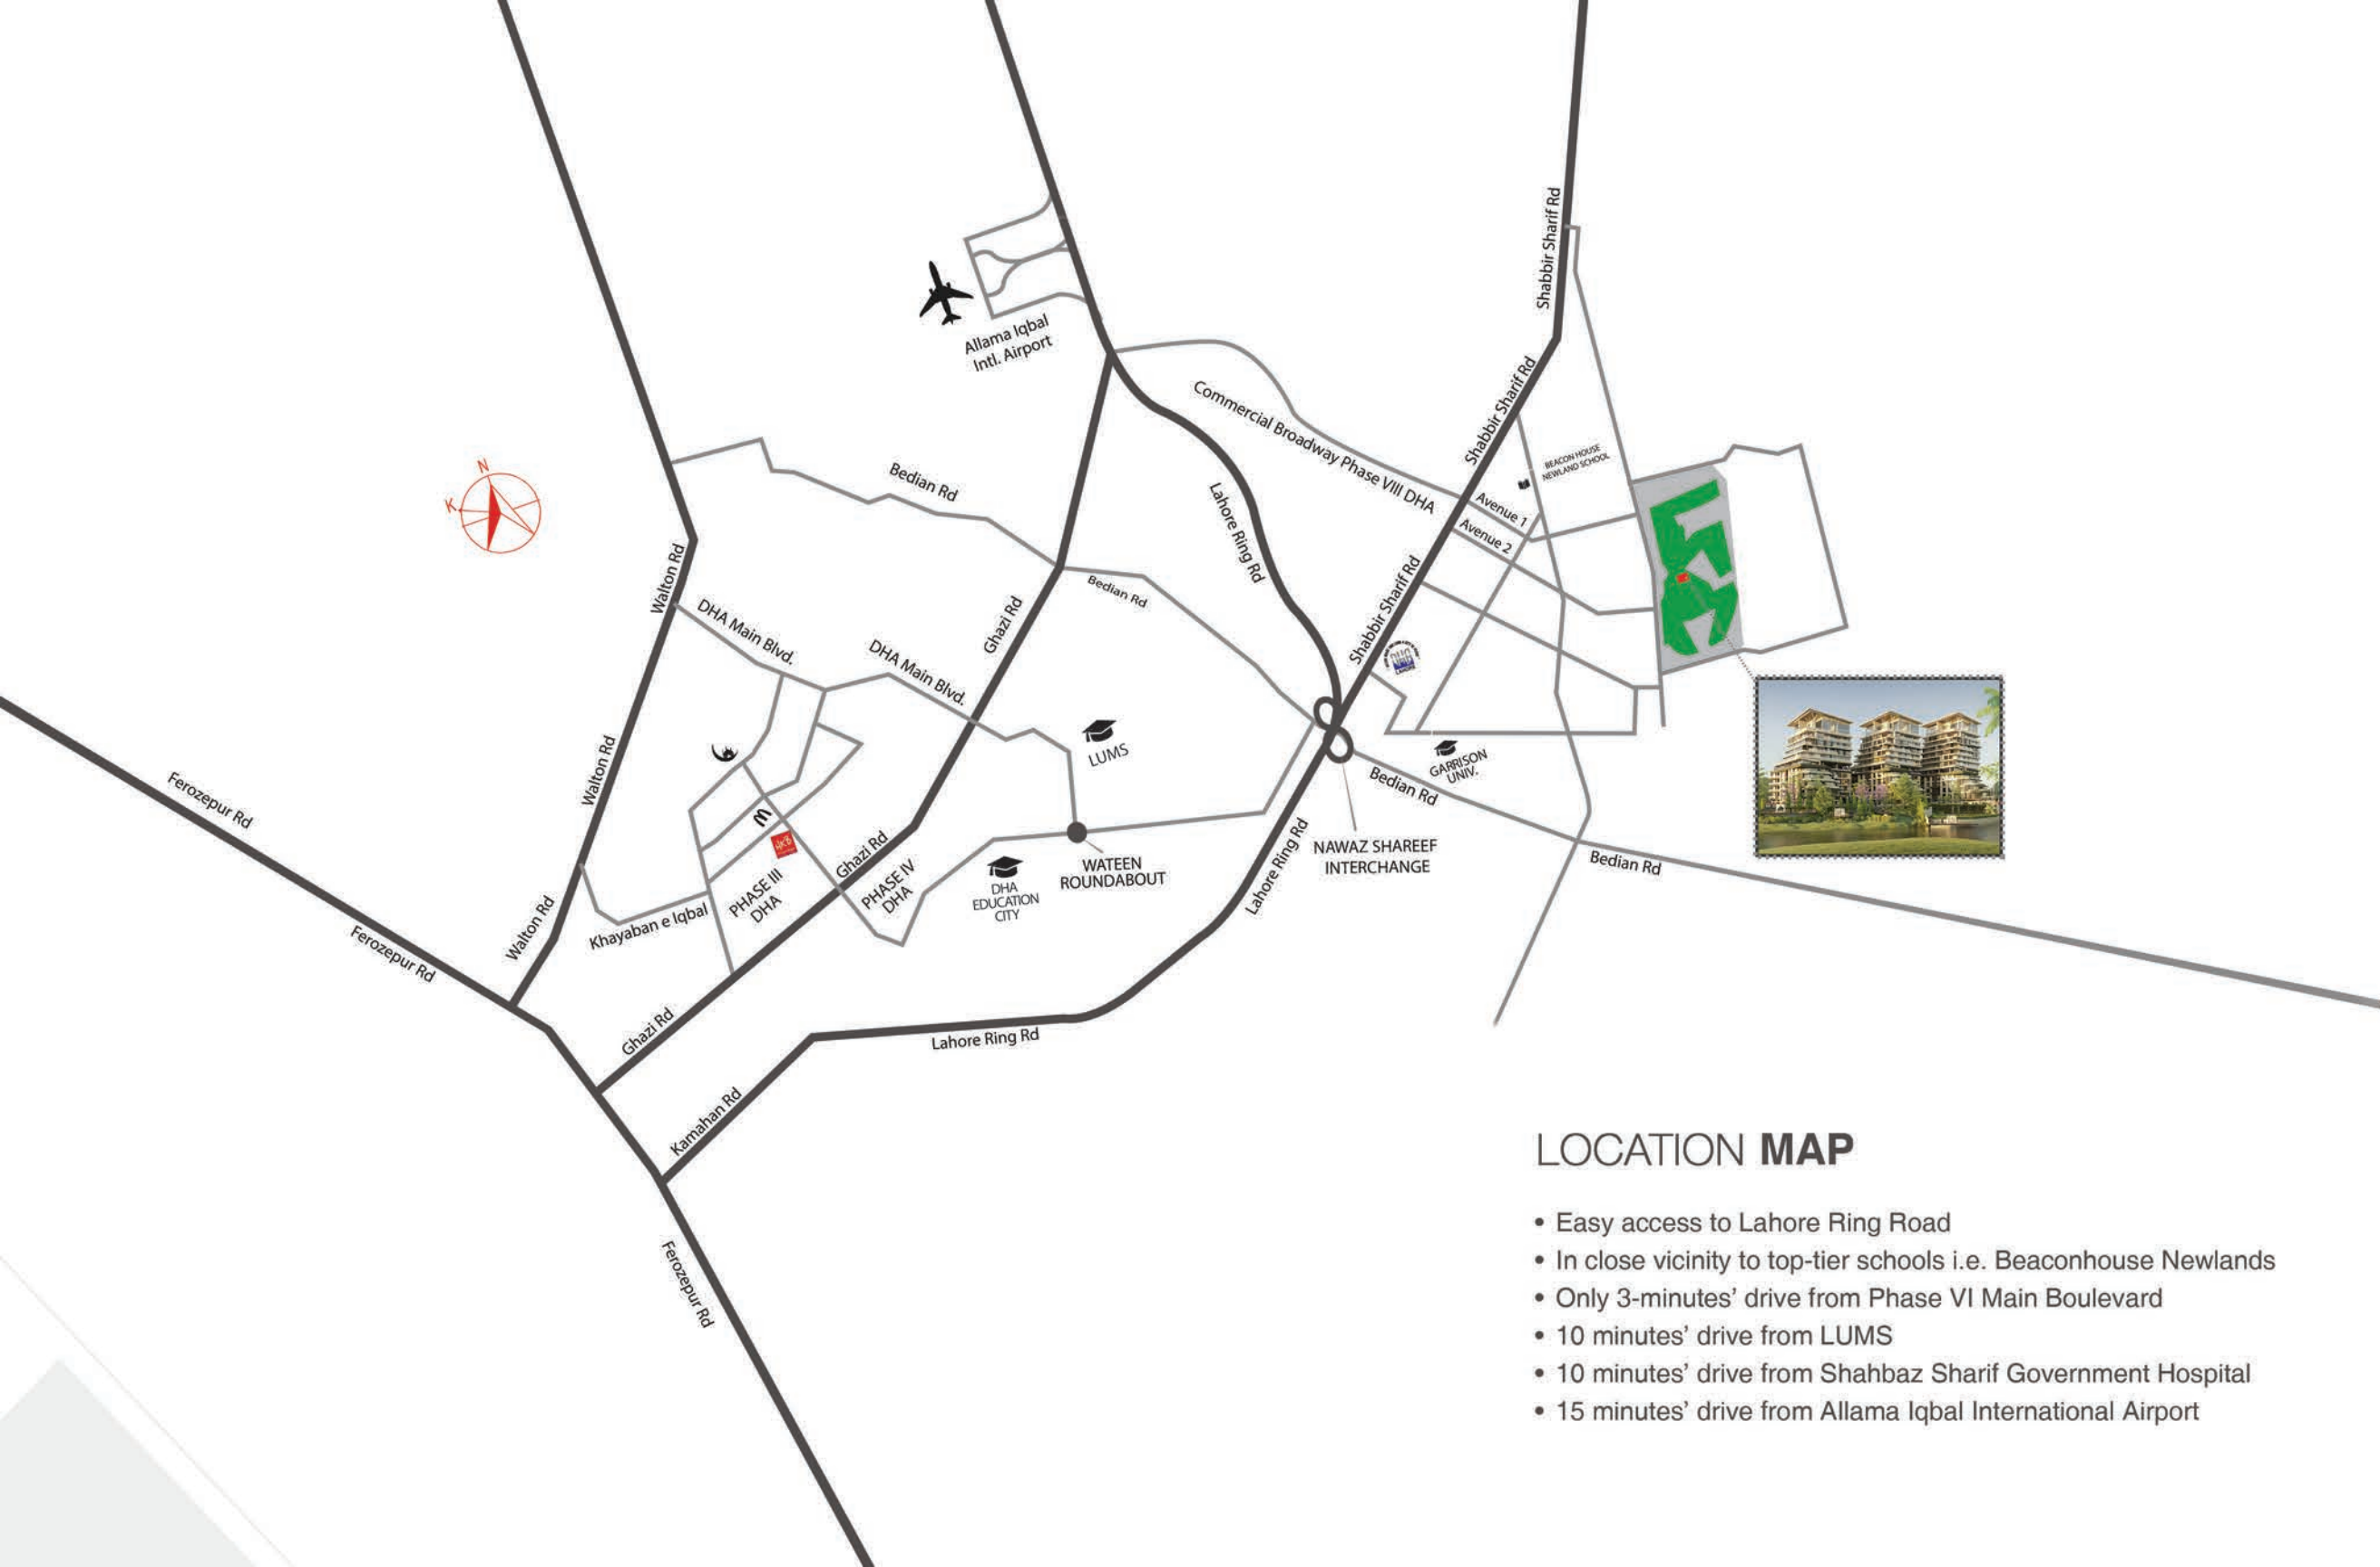 Shabbir Sharif Rd
Allama Iqbal
Intl. Airport
Shabbir Sharif Rd
Commercial Broadway Phase VIII DHA
BEACON HOUSE
NEWLAND SCHOOL
N
K
Bedian Rd
Lahore Ring Rd
Avenue 1
Avenue 2
Walton Rd
DHA Main Blvd.
Bedian Rd
Ghazi Rd
Shabbir Sharif Rd
DHA Main Blvd.
LUMS
Walton Rd
Ferozepur Rd
GARRISON
UNIV.
Bedian Rd
NAWAZ SHAREEF
INTERCHANGE
Bedian Rd
Lahore Ring Rd
WATEEN
ROUNDABOUT
Ghazi Rd
PHASE IV
DHA
DHA
EDUCATION
CITY
PHASE III
DHA
Khayaban e Iqbal
Walton Rd
Ferozepur Rd
Ghazi Rd
Lahore Ring Rd
Kamahan Rd
Ferozepur Rd
LOCATION MAP
• Easy access to Lahore Ring Road
• In close vicinity to top-tier schools i.e. Beaconhouse Newlands
• Only 3-minutes’ drive from Phase VI Main Boulevard
• 10 minutes’ drive from LUMS
• 10 minutes’ drive from Shahbaz Sharif Government Hospital
• 15 minutes’ drive from Allama Iqbal International Airport